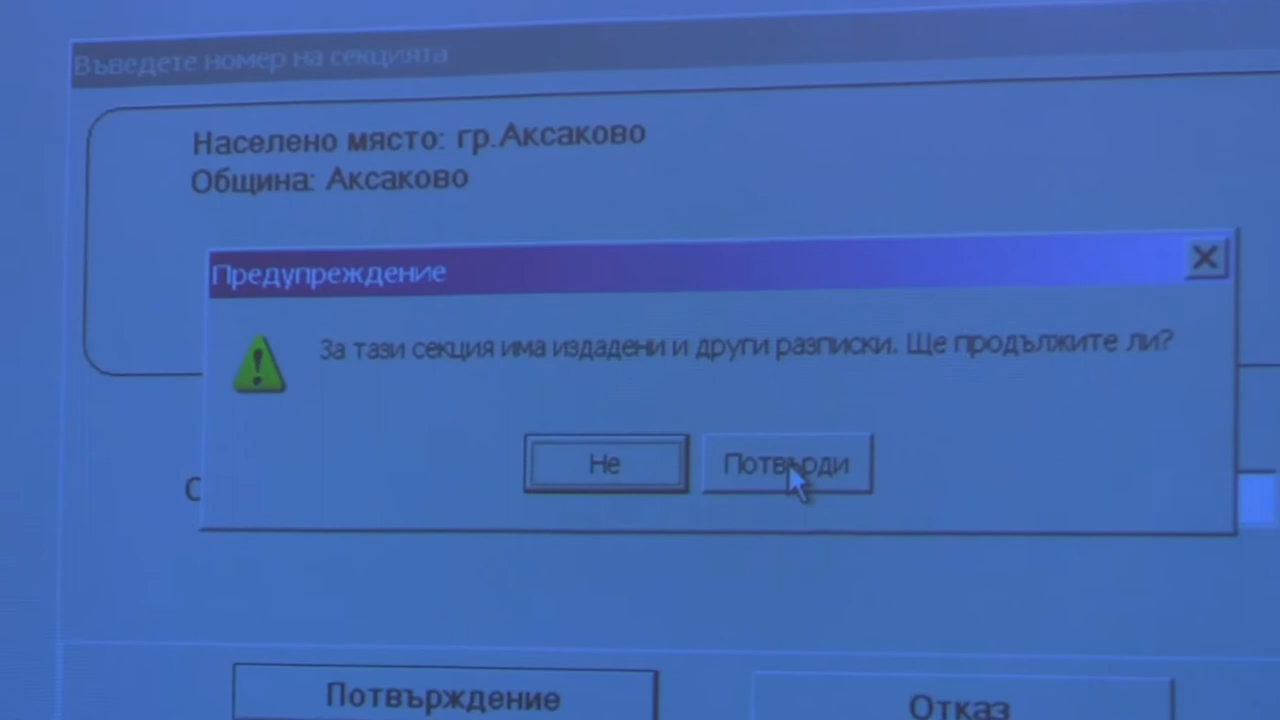 Въведете номер на секцията
Населено място: гр.Аксаково
Община: Аксаково
Предупреждение
За тази секция има издадени и други разписки. Ще продължите ли?
Не
Потвърди
С
Потвърждение
Отказ